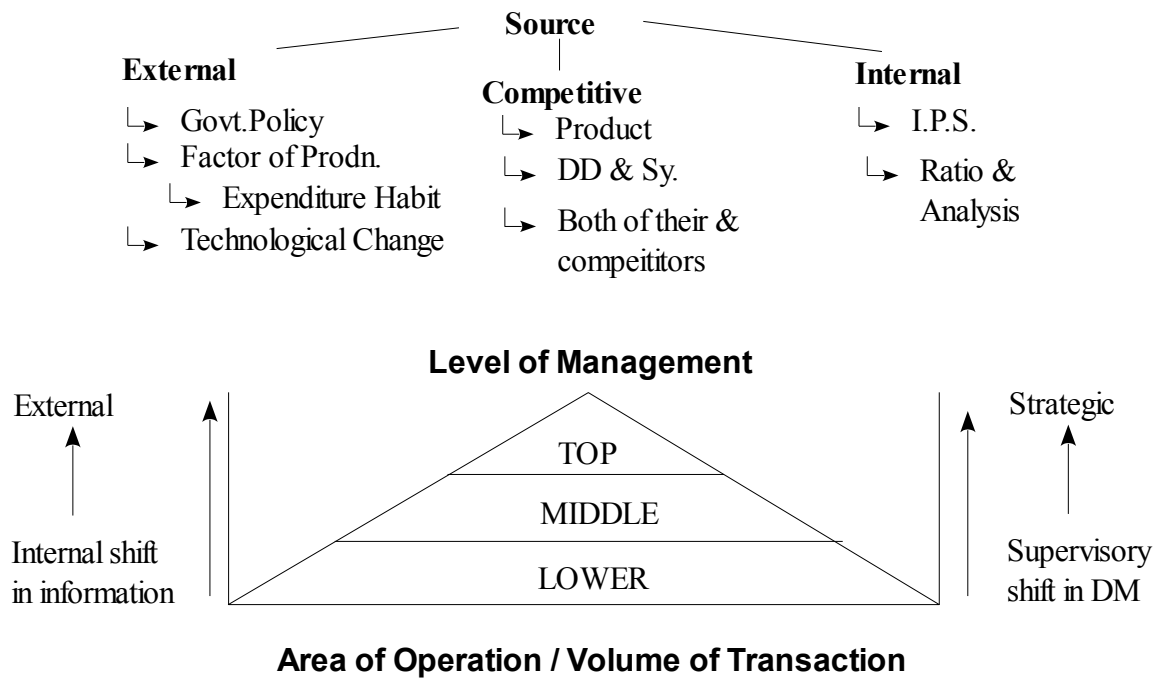 Source
External
Govt.Policy
Factor of Prodn.
Expenditure Habit
Technological Change
Competitive
Product
DD & Sy.
Both of their &
compeititors
Internal
I.P.S.
Ratio &
Analysis
Level of Management
External
Internal shift
in information
TOP
MIDDLE
LOWER
Strategic
Supervisory
shift in DM
Area of Operation / Volume of Transaction